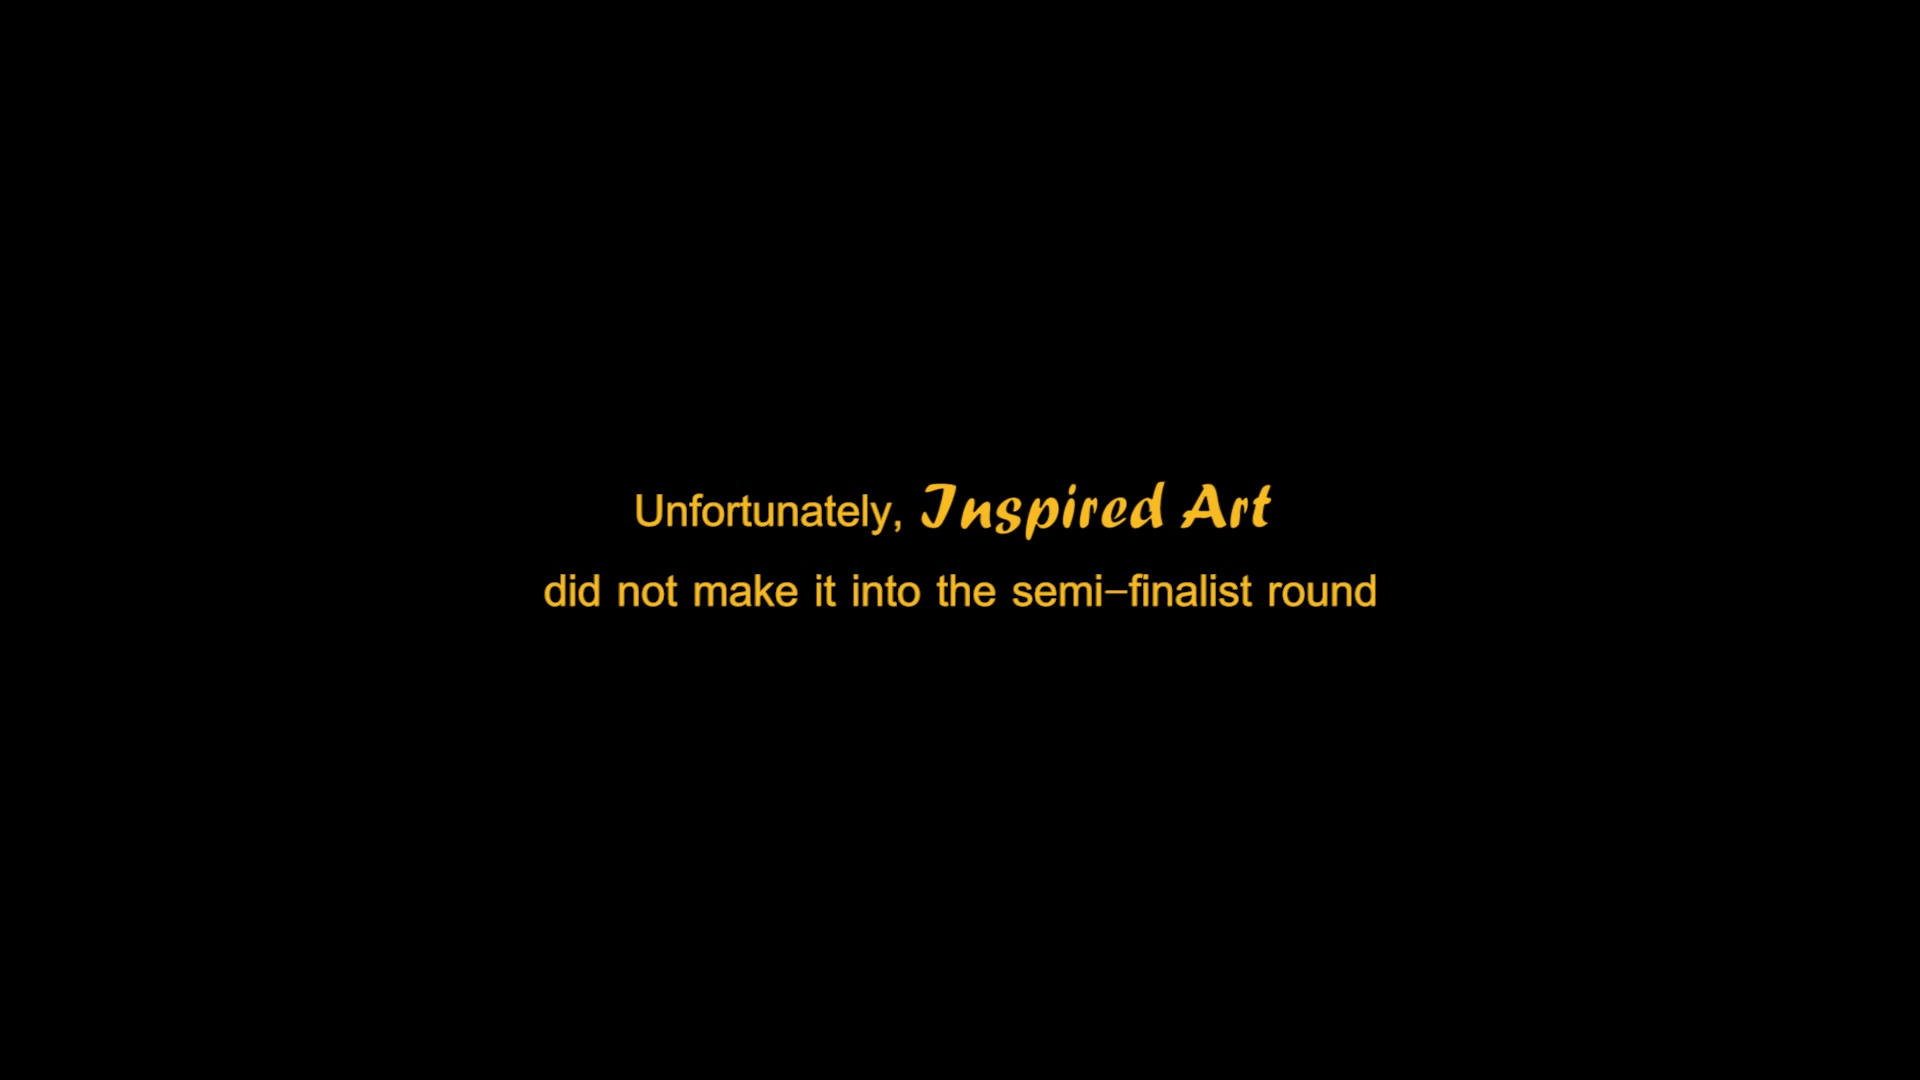 Unfortunately, Inspired Art
did not make it into the semi-finalist round